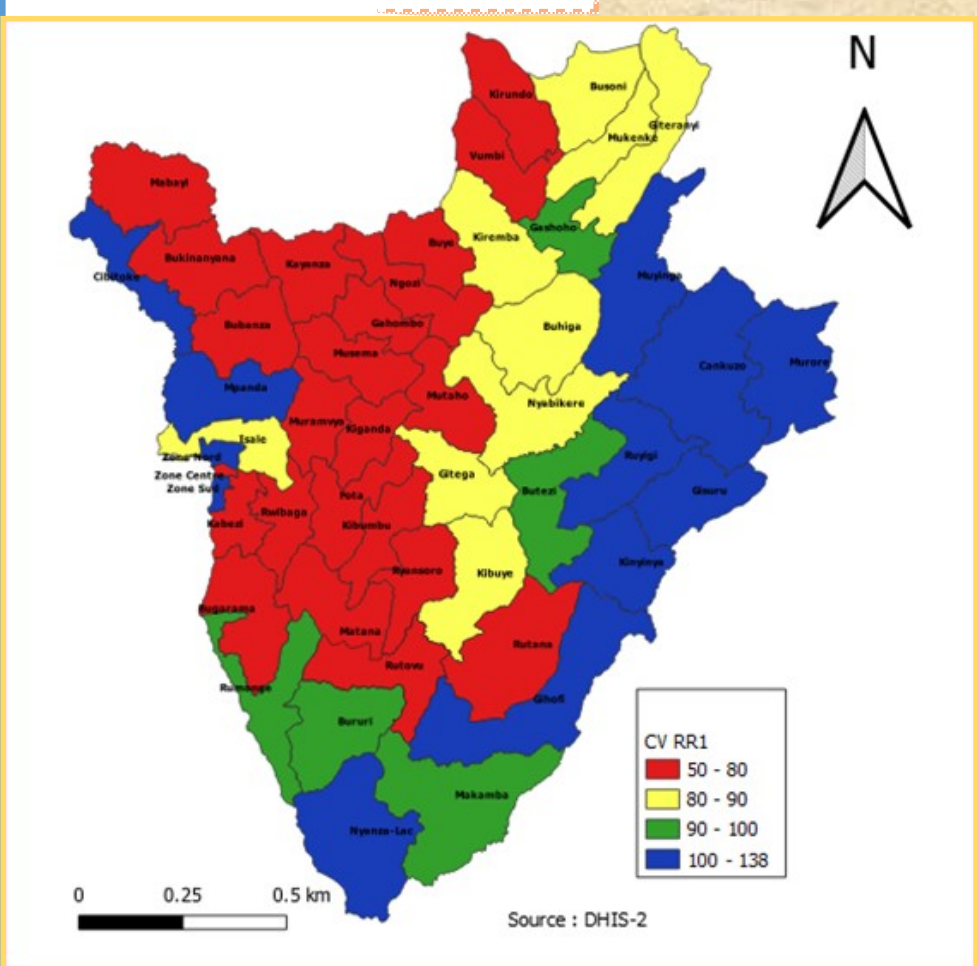 N
Kirundo
Busoni
Giteranyi
Mukenke
Vumbi
Mabayi
Gashoho
Kiremba
Buye
Bukinanyana
Kayanza
Cibitoke
Muyinga
Ngozi
Gahombo
Bubanza
Buhiga
Musema
Cankuzo
Murore
Mpanda
Mutaho
Nyabikere
Muramvya
Kiganda
Isale
Zone Nord
Ruyigi
Zone Centre
Gitega
Zone Sud
Butezi
Gisuru
Fota
Rwibaga
Kabezi
Kibumbu
Kinyinya
Ryansoro
Kibuye
Bugarama
Matana
Rutana
Rutovu
Rumonge
Gihofi
Bururi
CV RR1
50 - 80
80 - 90
90 - 100
100 - 138
Makamba
Nyanza-Lac
0 0.25 0.5 km
Source : DHIS-2